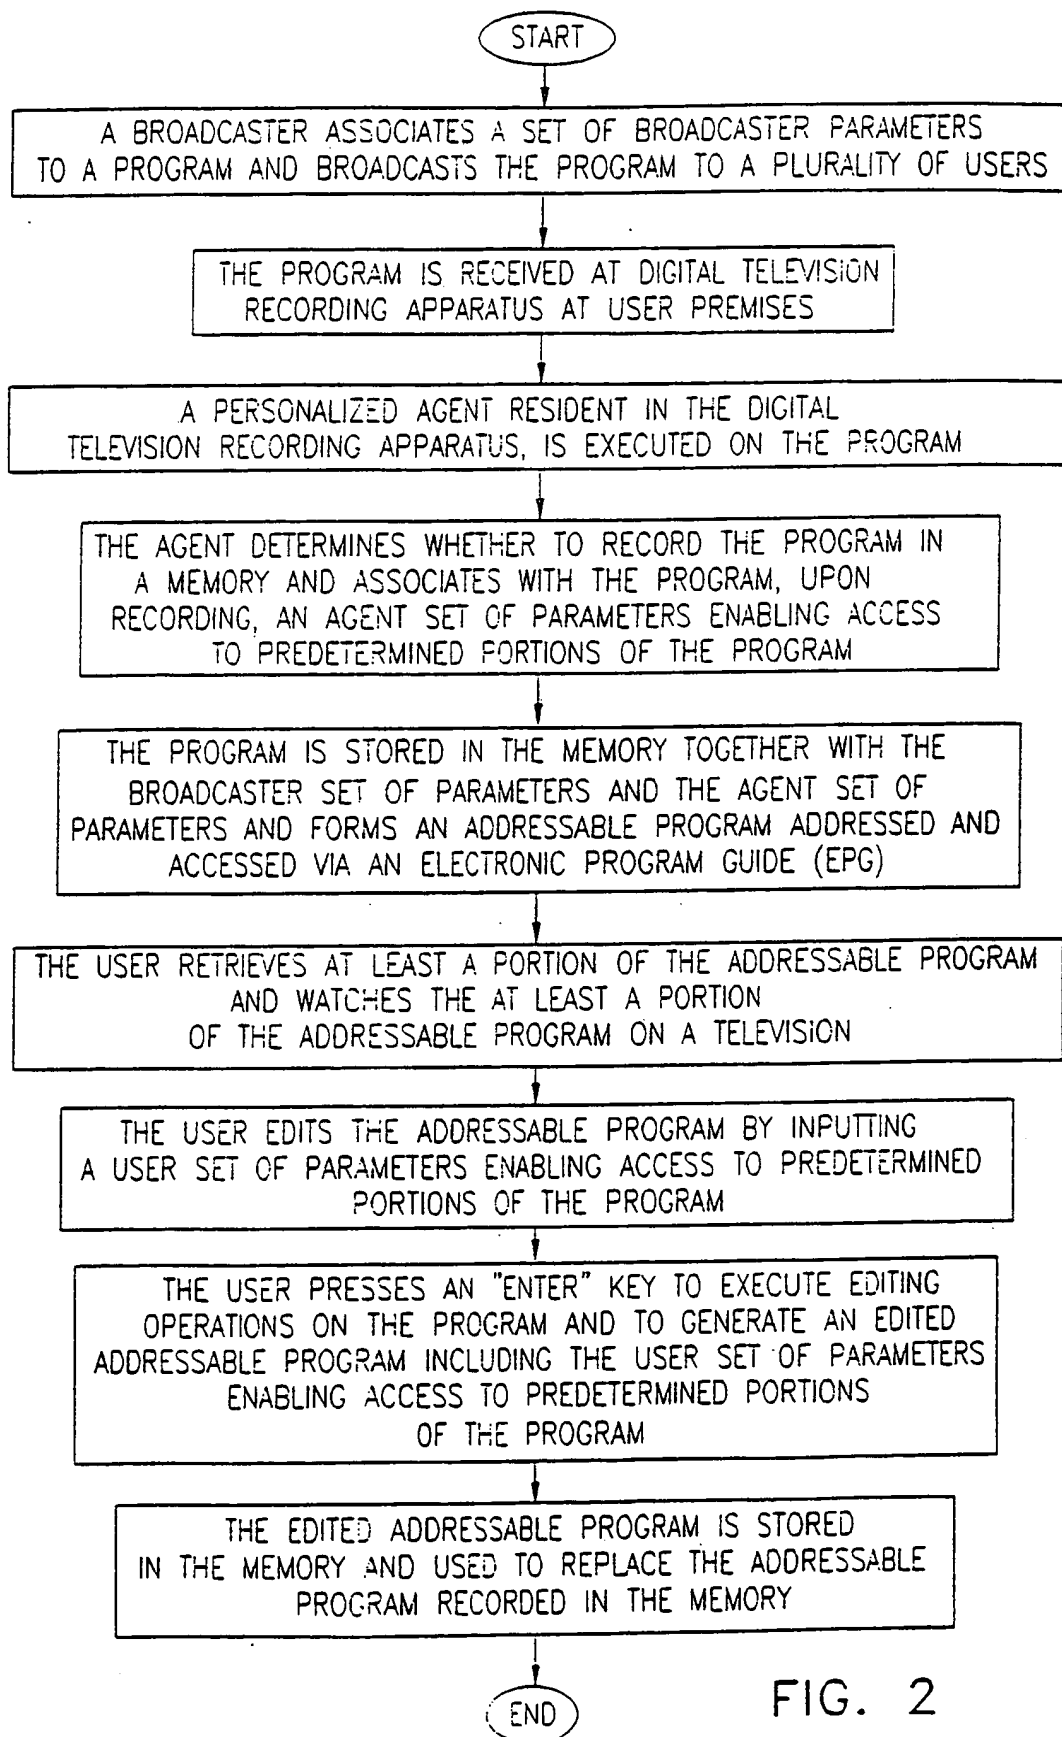 START
A BROADCASTER ASSOCIATES A SET OF BROADCASTER PARAMETERS
TO A PROGRAM AND BROADCASTS THE PROGRAM TO A PLURALITY OF USERS
THE PROGRAM IS RECEIVED AT DIGITAL TELEVISION
RECORDING APPARATUS AT USER PREMISES
A PERSONALIZED AGENT RESIDENT IN THE DIGITAL
TELEVISION RECORDING APPARATUS, IS EXECUTED ON THE PROGRAM
THE AGENT DETERMINES WHETHER TO RECORD THE PROGRAM IN
A MEMORY AND ASSOCIATES WITH THE PROGRAM, UPON
RECORDING, AN AGENT SET OF PARAMETERS ENABLING ACCESS
TO PREDETERMINED PORTIONS OF THE PROGRAM
THE PROGRAM IS STORED IN THE MEMORY TOGETHER WITH THE
BROADCASTER SET OF PARAMETERS AND THE AGENT SET OF
PARAMETERS AND FORMS AN ADDRESSABLE PROGRAM ADDRESSED AND
ACCESSED VIA AN ELECTRONIC PROGRAM GUIDE (EPG)
THE USER RETRIEVES AT LEAST A PORTION OF THE ADDRESSABLE PROGRAM
AND WATCHES THE AT LEAST A PORTION
OF THE ADDRESSABLE PROGRAM ON A TELEVISION
THE USER EDITS THE ADDRESSABLE PROGRAM BY INPUTTING
A USER SET OF PARAMETERS ENABLING ACCESS TO PREDETERMINED
PORTIONS OF THE PROGRAM
THE USER PRESSES AN "ENTER" KEY TO EXECUTE EDITING
OPERATIONS ON THE PROGRAM AND TO GENERATE AN EDITED
ADDRESSABLE PROGRAM INCLUDING THE USER SET OF PARAMETERS
ENABLING ACCESS TO PREDETERMINED PORTIONS
OF THE PROGRAM
THE EDITED ADDRESSABLE PROGRAM IS STORED
IN THE MEMORY AND USED TO REPLACE THE ADDRESSABLE
PROGRAM RECORDED IN THE MEMORY
END
FIG. 2